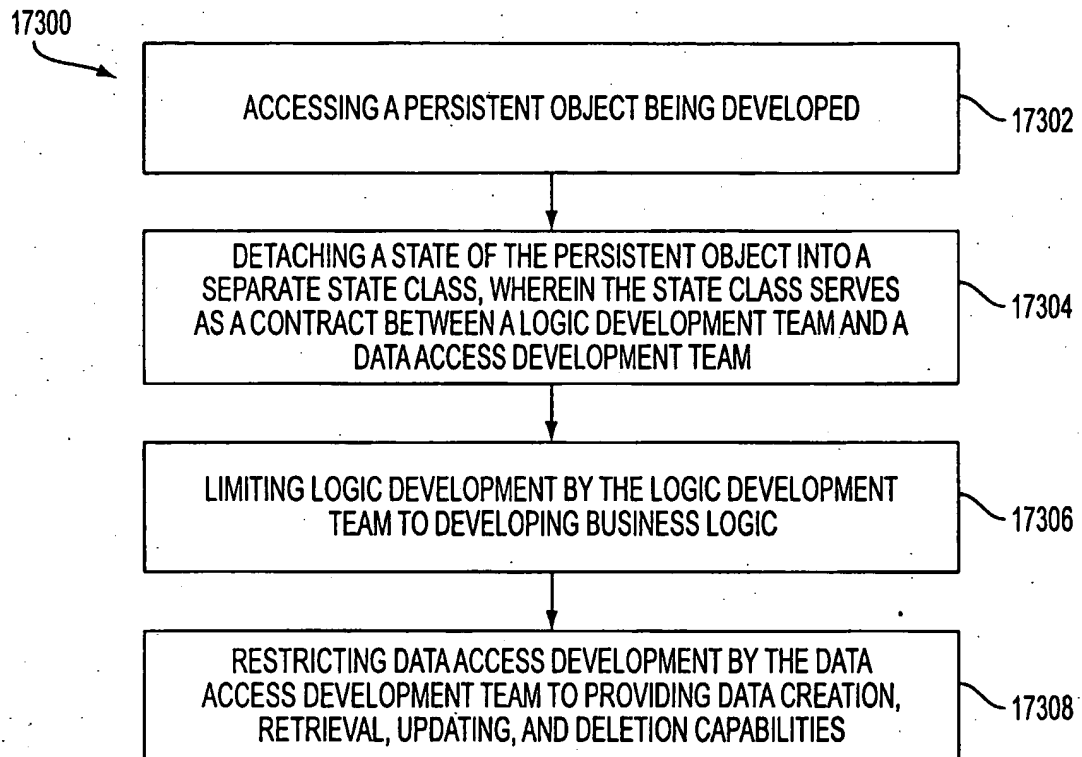 17300
ACCESSING A PERSISTENT OBJECT BEING DEVELOPED
17302
DETACHING A STATE OF THE PERSISTENT OBJECT INTO A
SEPARATE STATE CLASS, WHEREIN THE STATE CLASS SERVES
AS A CONTRACT BETWEEN A LOGIC DEVELOPMENT TEAM AND A
DATA ACCESS DEVELOPMENT TEAM
17304
LIMITING LOGIC DEVELOPMENT BY THE LOGIC DEVELOPMENT
TEAM TO DEVELOPING BUSINESS LOGIC
17306
RESTRICTING DATA ACCESS DEVELOPMENT BY THE DATA
ACCESS DEVELOPMENT TEAM TO PROVIDING DATA CREATION,
RETRIEVAL, UPDATING, AND DELETION CAPABILITIES
17308